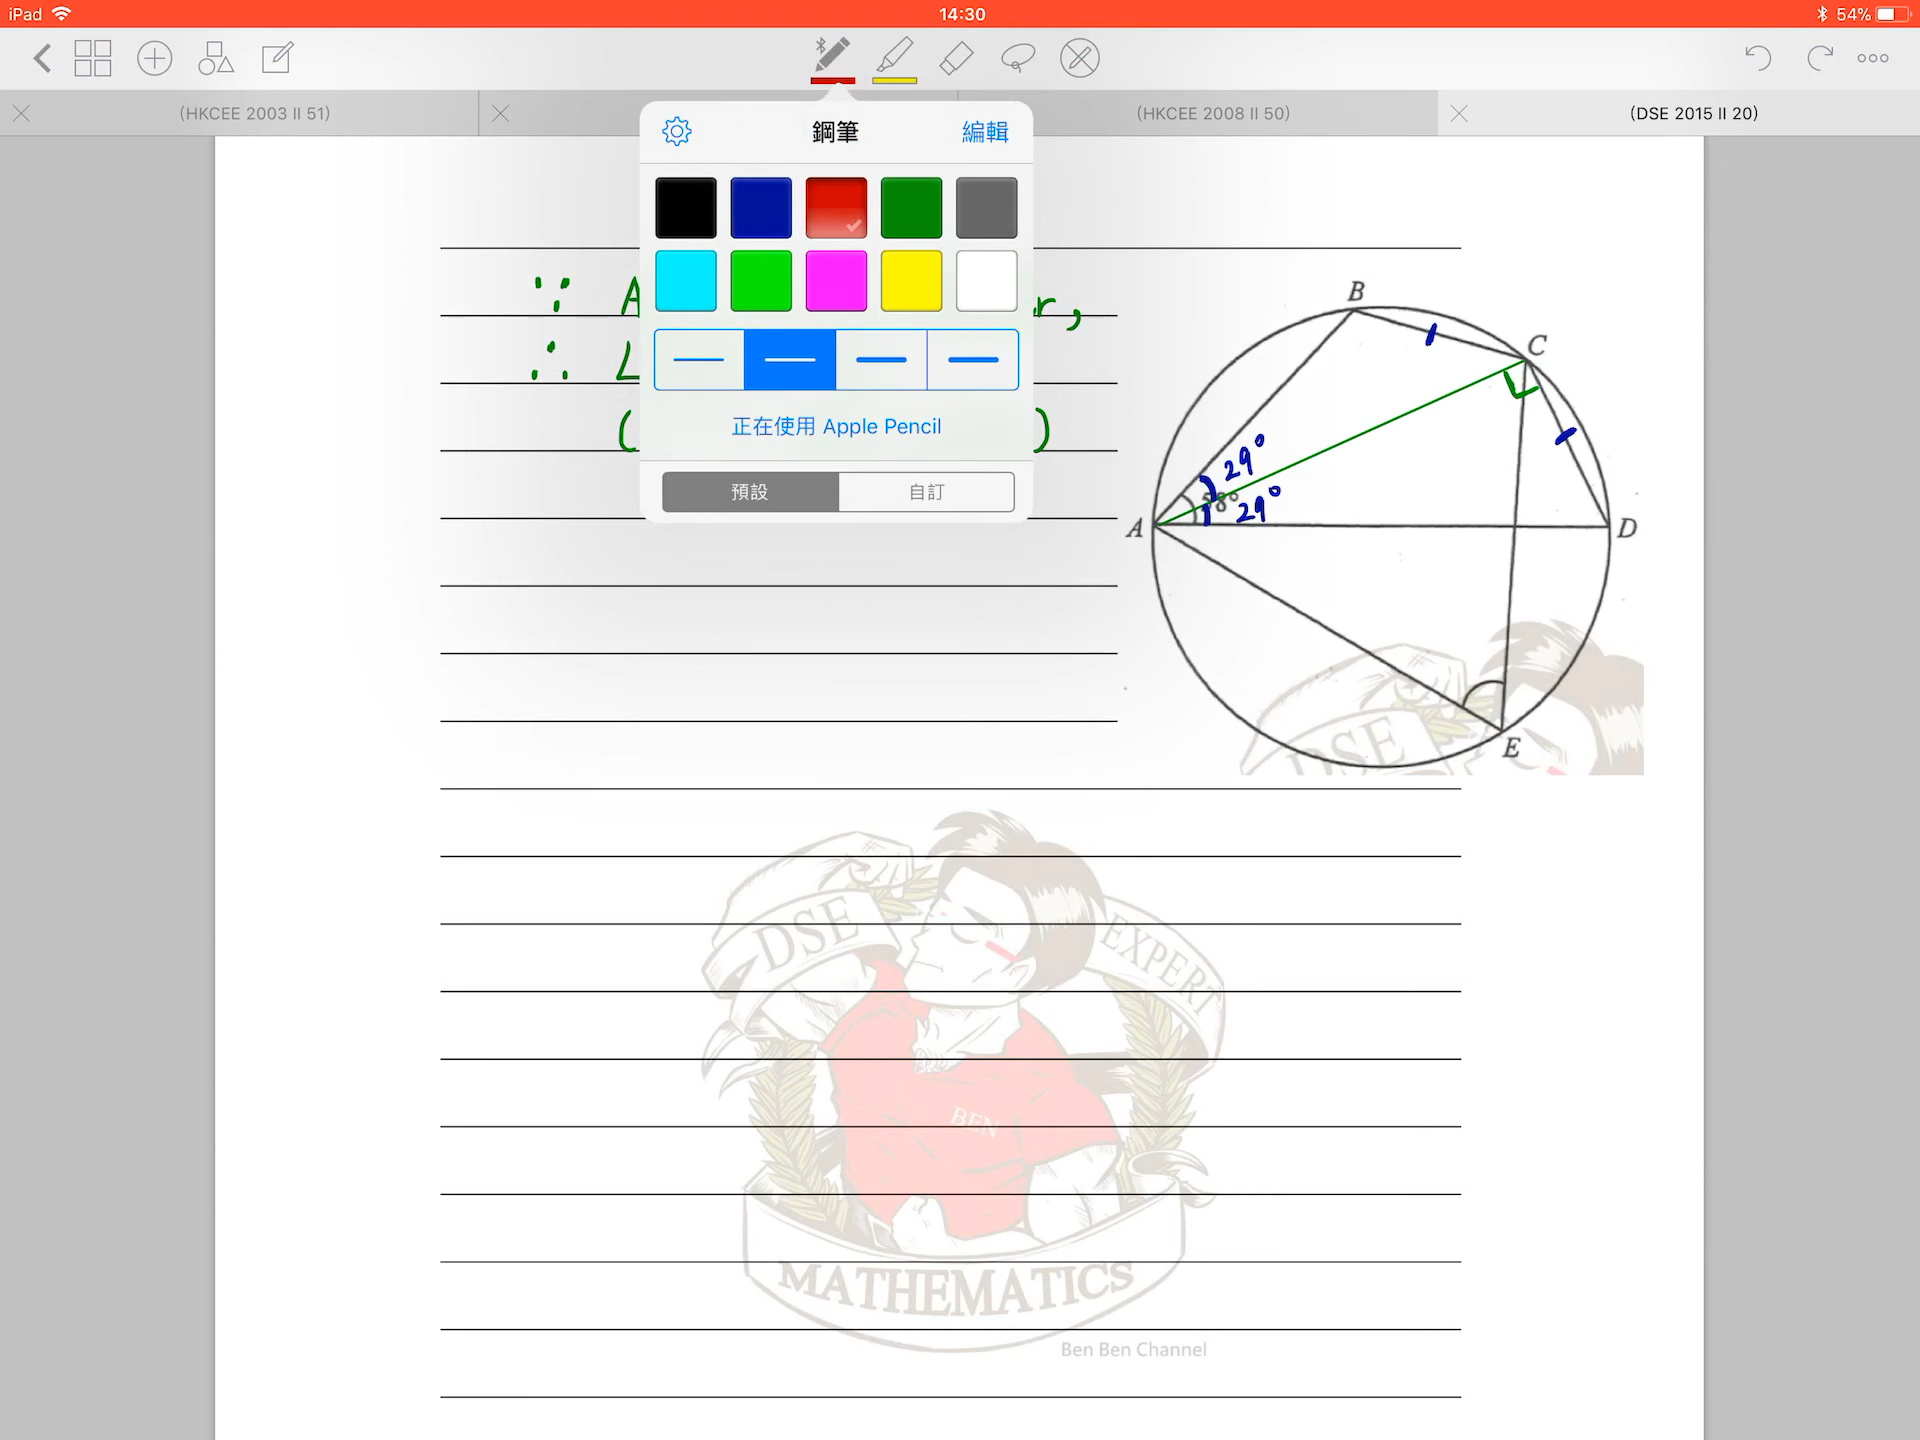 iPad 14:30 54%
(HKCEE 2003 II 51) (HKCEE 2008 II 50) (DSE 2015 II 20)
鋼筆 編輯
正在使用 Apple Pencil
預設 自訂
∵ A r,
∴ ∠
( )
B
C
29°
58°
29°
A D
E
DSE
DSE EXPERT
BEN
MATHEMATICS
Ben Ben Channel